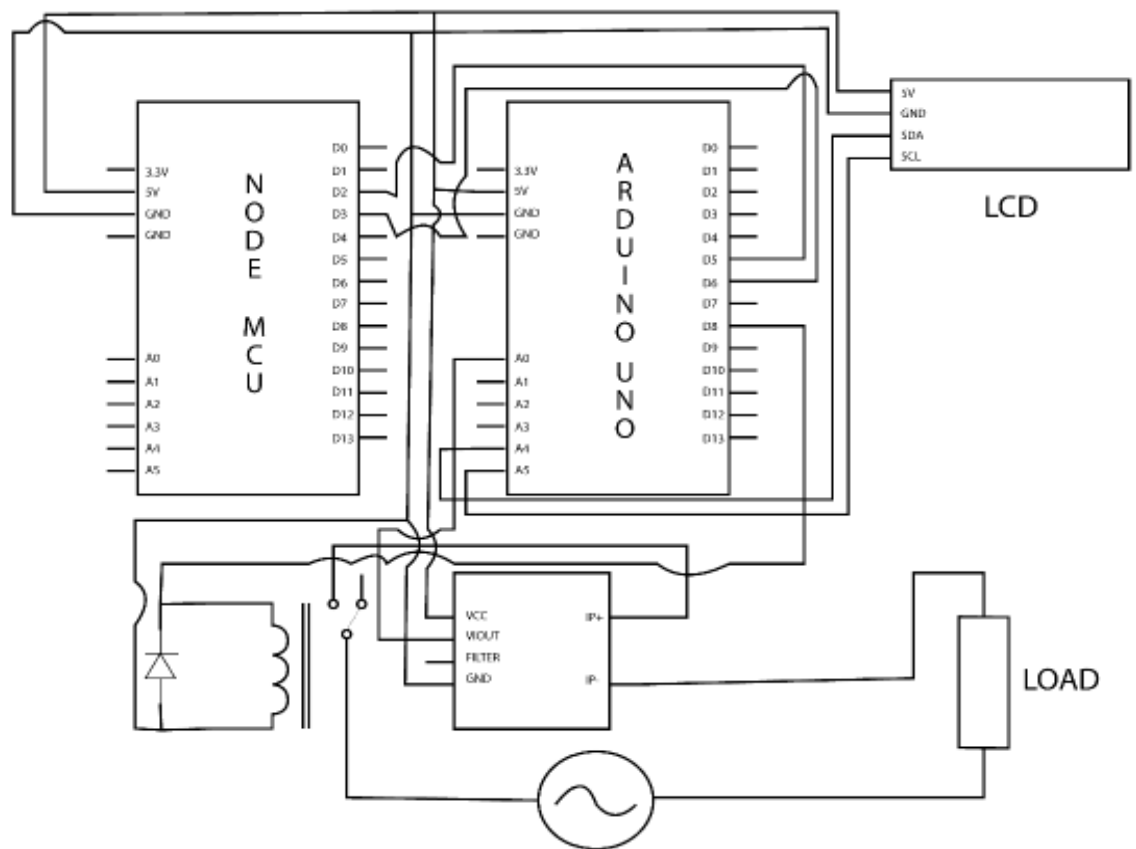 3.3V
5V
GND
GND
A0
A1
A2
A3
A4
A5
NODE MCU
D0
D1
D2
D3
D4
D5
D6
D7
D8
D9
D10
D11
D12
D13
3.3V
5V
GND
GND
A0
A1
A2
A3
A4
A5
ARDUINO UNO
D0
D1
D2
D3
D4
D5
D6
D7
D8
D9
D10
D11
D12
D13
5V
GND
SDA
SCL
LCD
VCC
VIOUT
FILTER
GND
IP+
IP-
LOAD